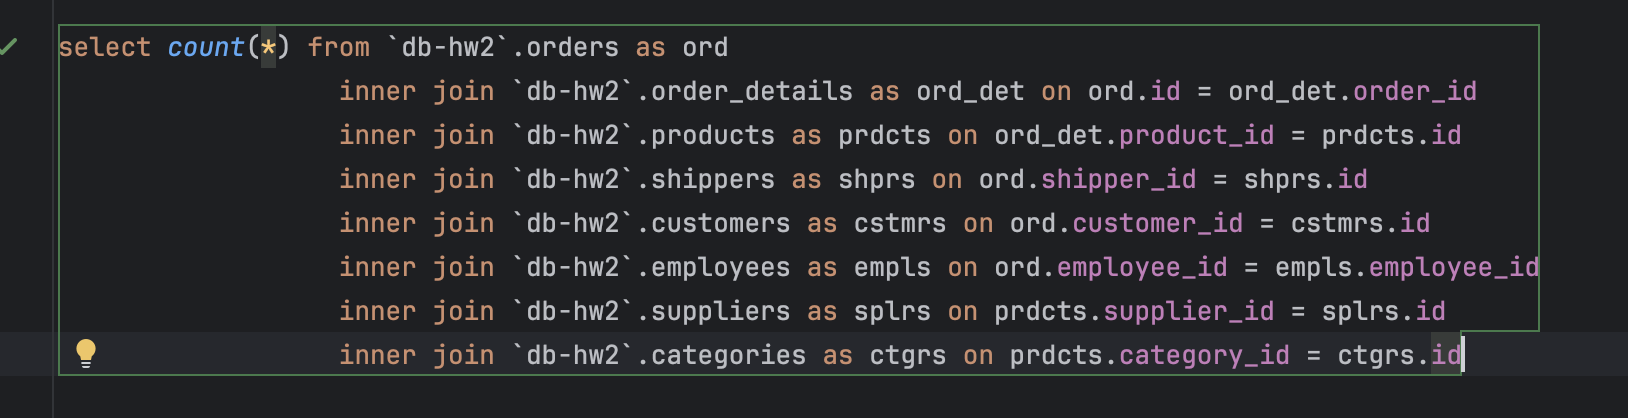 select count(*) from `db-hw2`.orders as ord
inner join `db-hw2`.order_details as ord_det on ord.id = ord_det.order_id
inner join `db-hw2`.products as prdcts on ord_det.product_id = prdcts.id
inner join `db-hw2`.shippers as shprs on ord.shipper_id = shprs.id
inner join `db-hw2`.customers as cstmrs on ord.customer_id = cstmrs.id
inner join `db-hw2`.employees as empls on ord.employee_id = empls.employee_id
inner join `db-hw2`.suppliers as splrs on prdcts.supplier_id = splrs.id
inner join `db-hw2`.categories as ctgrs on prdcts.category_id = ctgrs.id